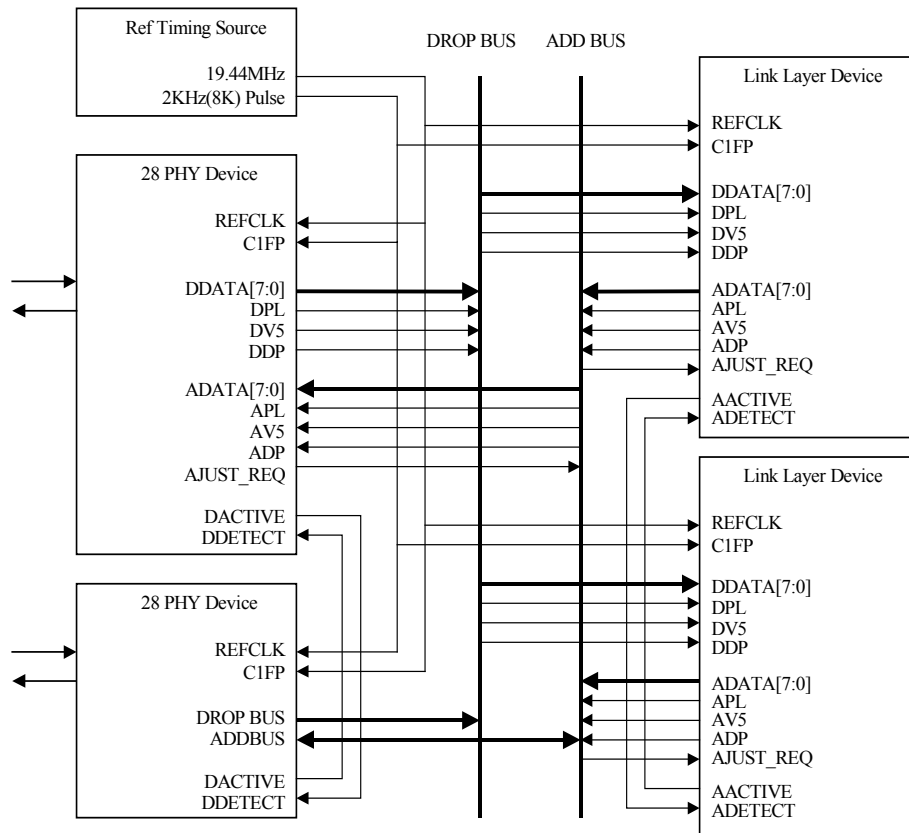 Ref Timing Source
19.44MHz
2KHz(8K) Pulse
DROP BUS
ADD BUS
Link Layer Device
REFCLK
C1FP
DDATA[7:0]
DPL
DV5
DDP
ADATA[7:0]
APL
AV5
ADP
AJUST_REQ
AACTIVE
ADETECT
28 PHY Device
REFCLK
C1FP
DDATA[7:0]
DPL
DV5
DDP
ADATA[7:0]
APL
AV5
ADP
AJUST_REQ
DACTIVE
DDETECT
Link Layer Device
REFCLK
C1FP
DDATA[7:0]
DPL
DV5
DDP
ADATA[7:0]
APL
AV5
ADP
AJUST_REQ
AACTIVE
ADETECT
28 PHY Device
REFCLK
C1FP
DROP BUS
ADDBUS
DACTIVE
DDETECT